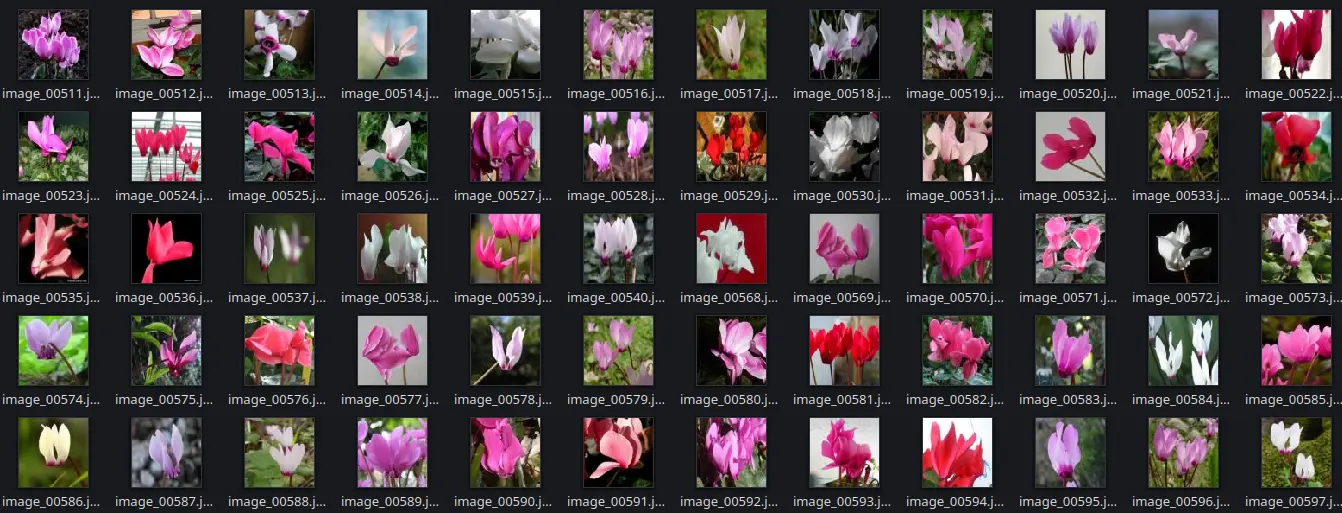 image_00511.j... image_00512.j... image_00513.j... image_00514.j... image_00515.j... image_00516.j... image_00517.j... image_00518.j... image_00519.j... image_00520.j... image_00521.j... image_00522.j...
image_00523.j... image_00524.j... image_00525.j... image_00526.j... image_00527.j... image_00528.j... image_00529.j... image_00530.j... image_00531.j... image_00532.j... image_00533.j... image_00534.j...
image_00535.j... image_00536.j... image_00537.j... image_00538.j... image_00539.j... image_00540.j... image_00568.j... image_00569.j... image_00570.j... image_00571.j... image_00572.j... image_00573.j...
image_00574.j... image_00575.j... image_00576.j... image_00577.j... image_00578.j... image_00579.j... image_00580.j... image_00581.j... image_00582.j... image_00583.j... image_00584.j... image_00585.j...
image_00586.j... image_00587.j... image_00588.j... image_00589.j... image_00590.j... image_00591.j... image_00592.j... image_00593.j... image_00594.j... image_00595.j... image_00596.j... image_00597.j...